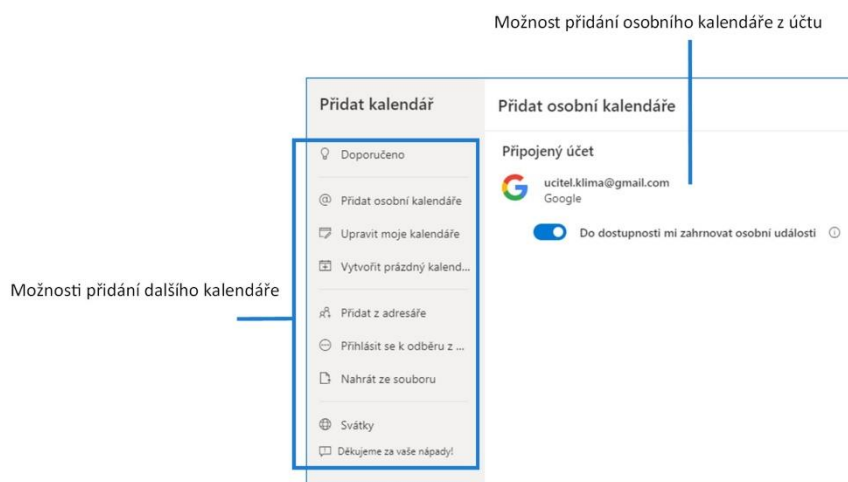 Možnost přidání osobního kalendáře z účtu
Přidat kalendář
Přidat osobní kalendáře
Doporučeno
Připojený účet
ucitel.klima@gmail.com
Google
Přidat osobní kalendáře
Do dostupnosti mi zahrnovat osobní události
Upravit moje kalendáře
Vytvořit prázdný kalend...
Možnosti přidání dalšího kalendáře
Přidat z adresáře
Přihlásit se k odběru z ...
Nahrát ze souboru
Svátky
Děkujeme za vaše nápady!